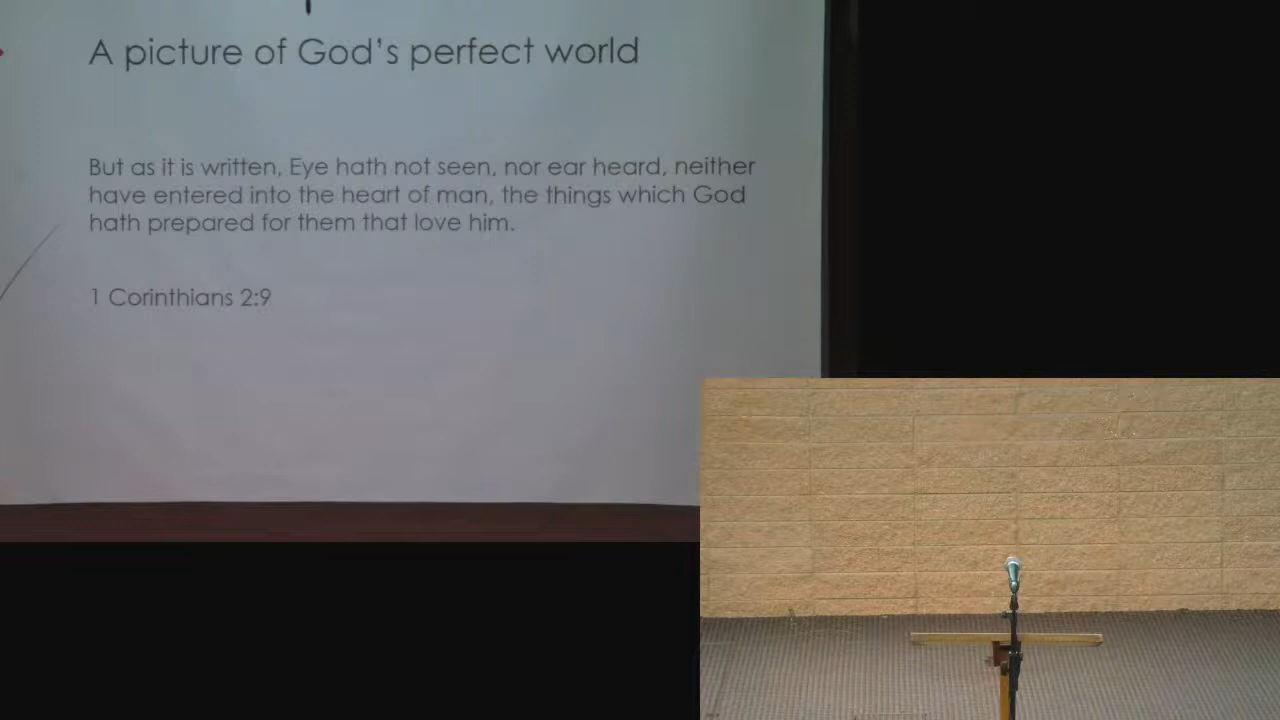 A picture of God's perfect world
But as it is written, Eye hath not seen, nor ear heard, neither
have entered into the heart of man, the things which God
hath prepared for them that love him.
1 Corinthians 2:9